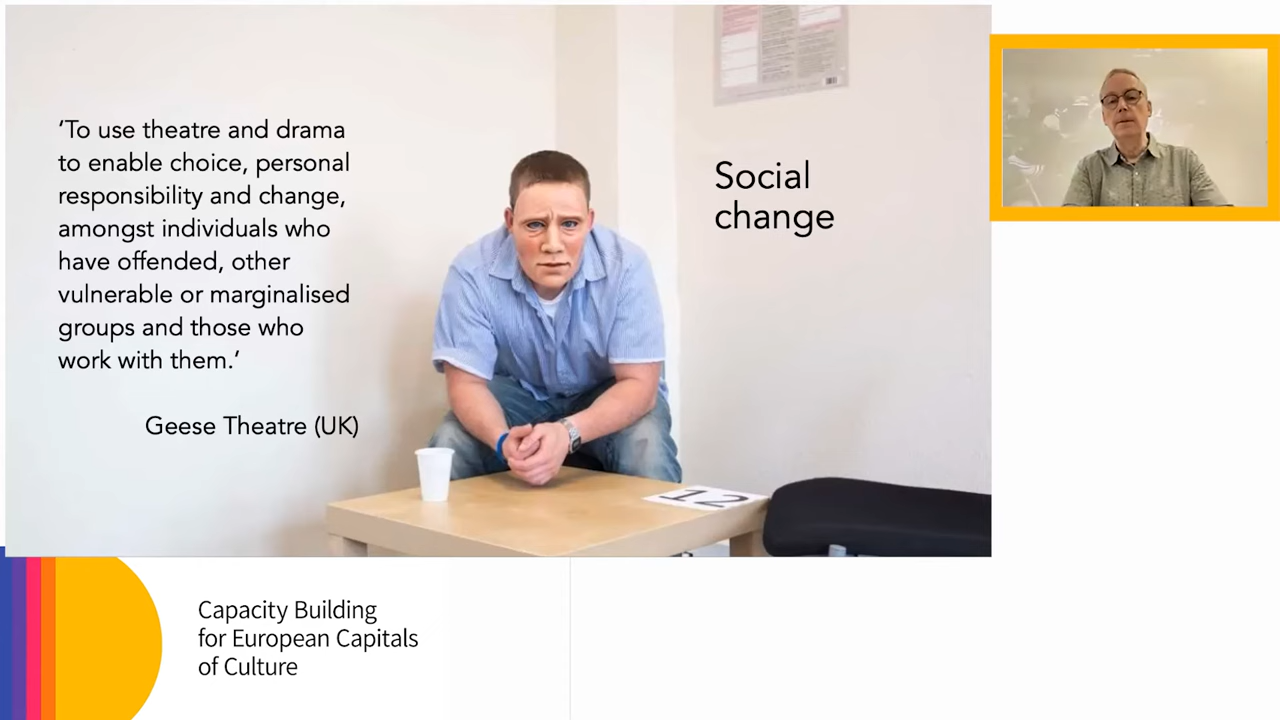 ‘To use theatre and drama
to enable choice, personal
responsibility and change,
amongst individuals who
have offended, other
vulnerable or marginalised
groups and those who
work with them.’
Geese Theatre (UK)
Social
change
12
Capacity Building
for European Capitals
of Culture